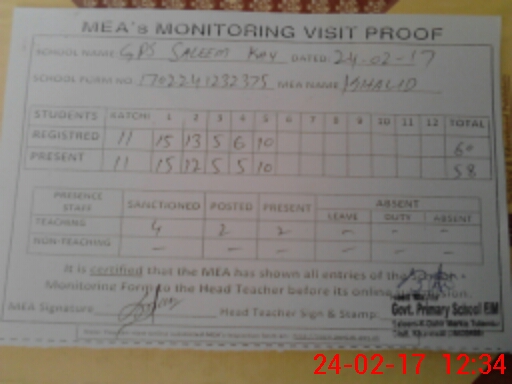 MEA's MONITORING VISIT PROOF
SCHOOL NAME GPS SALEEM KAY DATED: 24-02-17
SCHOOL FORM NO. 1702241232375 MEA NAME KHALID
STUDENTS KATCHI 1 2 3 4 5 6 7 8 9 10 11 12 TOTAL
REGISTRED 11 15 13 5 6 10 60
PRESENT 11 15 12 5 5 10 58
PRESENCE STAFF SANCTIONED POSTED PRESENT ABSENT
LEAVE DUTY ABSENT
TEACHING 4 2 2 - - -
NON-TEACHING - - - - - -
It is certified that the MEA has shown all entries of the
Monitoring Form to the Head Teacher before its online
MEA Signature Head Teacher Sign & Stamp:
Govt. Primary School
24-02-17 12:34